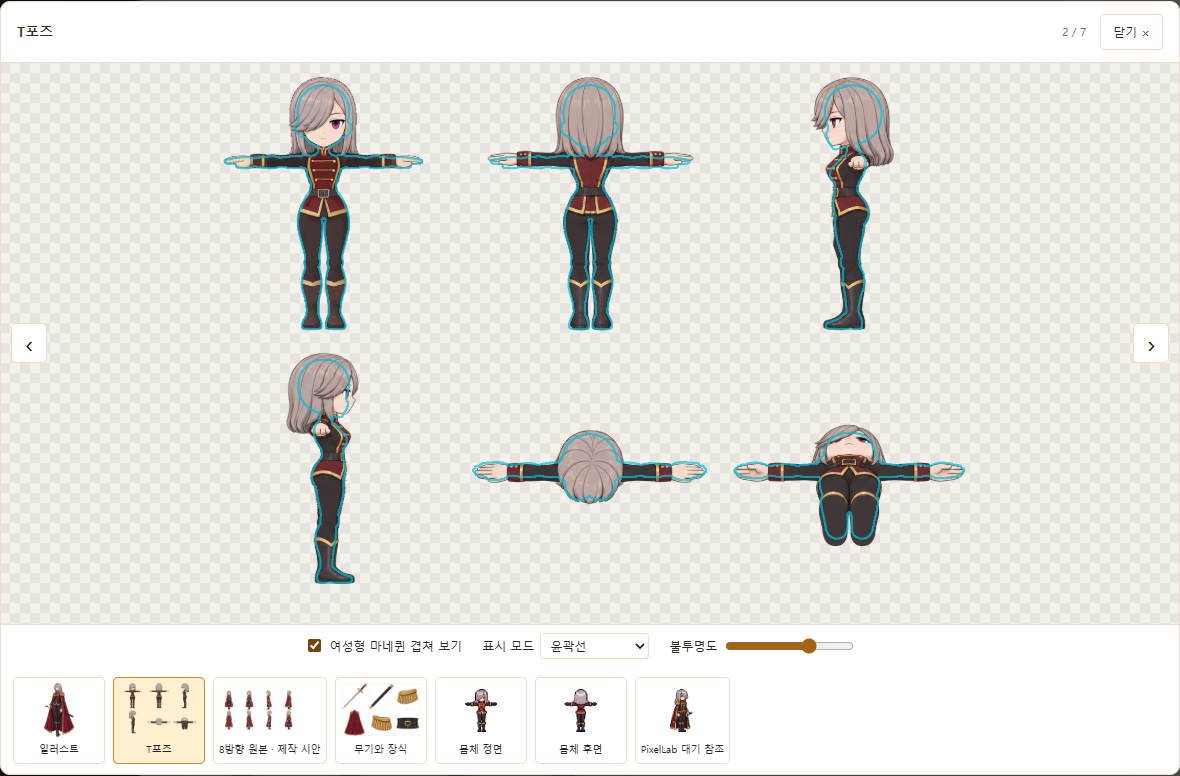 T포즈
2 / 7
닫기 ×
‹
›
여성형 마네퀸 겹쳐 보기
표시 모드
윤곽선
불투명도
일러스트
T포즈
8방향 원본 · 제작 시안
무기와 장식
몸체 정면
몸체 후면
PixelLab 대기 참조